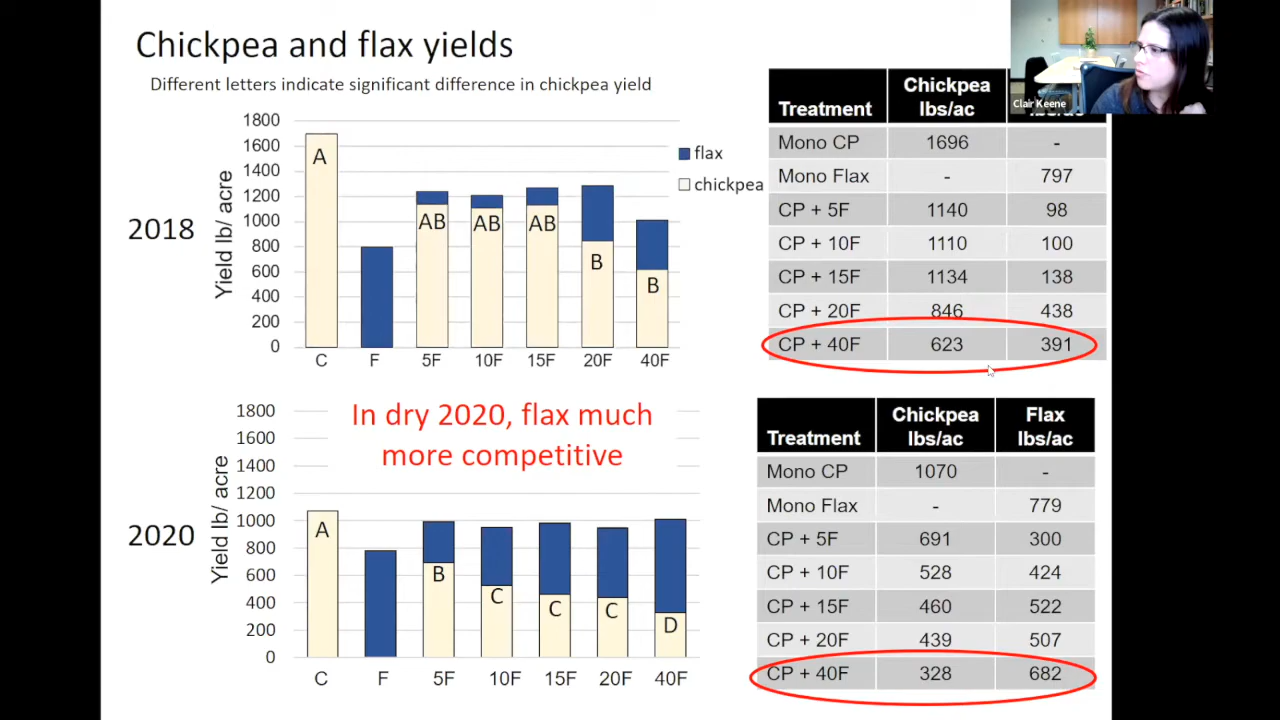 Chickpea and flax yields
Different letters indicate significant difference in chickpea yield
2018
Yield lb/ acre
1800
1600
1400
1200
1000
800
600
400
200
0
A
AB
AB
AB
B
B
C
F
5F
10F
15F
20F
40F
flax
chickpea
Clair Keene
Treatment Chickpea lbs/ac lbs/ac
Mono CP 1696 -
Mono Flax - 797
CP + 5F 1140 98
CP + 10F 1110 100
CP + 15F 1134 138
CP + 20F 846 438
CP + 40F 623 391
In dry 2020, flax much
more competitive
2020
Yield lb/ acre
1800
1600
1400
1200
1000
800
600
400
200
0
A
B
C
C
C
D
C
F
5F
10F
15F
20F
40F
Treatment Chickpea lbs/ac Flax lbs/ac
Mono CP 1070 -
Mono Flax - 779
CP + 5F 691 300
CP + 10F 528 424
CP + 15F 460 522
CP + 20F 439 507
CP + 40F 328 682